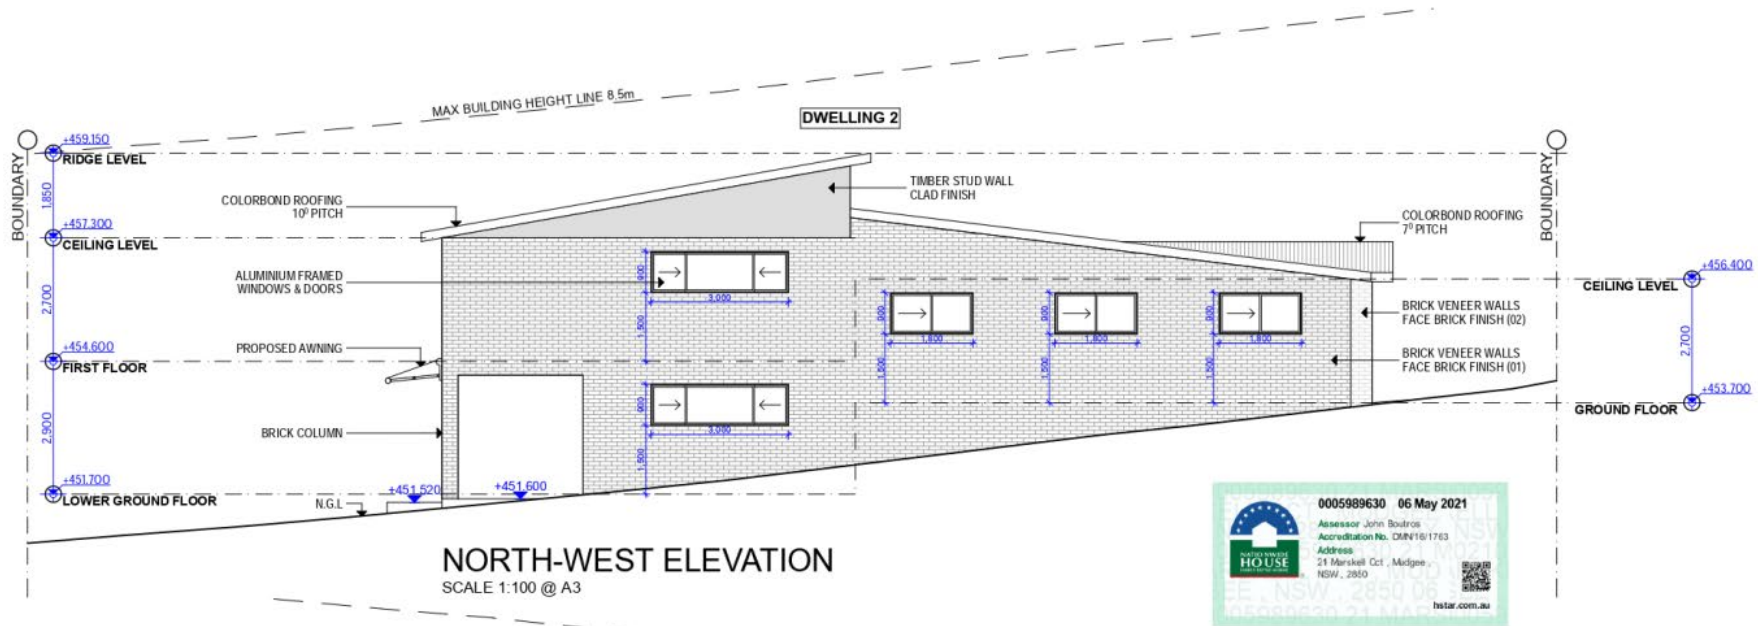 MAX BUILDING HEIGHT LINE 8.5m
DWELLING 2
BOUNDARY
+459.150
RIDGE LEVEL
1,850
+457.300
CEILING LEVEL
2,700
+454.600
FIRST FLOOR
2,900
+451.700
LOWER GROUND FLOOR
COLORBOND ROOFING
10⁰ PITCH
ALUMINIUM FRAMED
WINDOWS & DOORS
PROPOSED AWNING
BRICK COLUMN
N.G.L
+451.520
+451.600
900
3,000
1,500
900
3,000
1,500
TIMBER STUD WALL
CLAD FINISH
900
1,800
1,500
900
1,800
1,500
900
1,800
1,500
COLORBOND ROOFING
7⁰ PITCH
BRICK VENEER WALLS
FACE BRICK FINISH (02)
BRICK VENEER WALLS
FACE BRICK FINISH (01)
BOUNDARY
+456.400
CEILING LEVEL
2,700
+453.700
GROUND FLOOR
NORTH-WEST ELEVATION
SCALE 1:100 @ A3
NATIONWIDE
HOUSE
0005989630 06 May 2021
Assessor John Boutros
Accreditation No. DMN/16/1763
Address
21 Marskell Cct , Mudgee ,
NSW , 2850
hstar.com.au